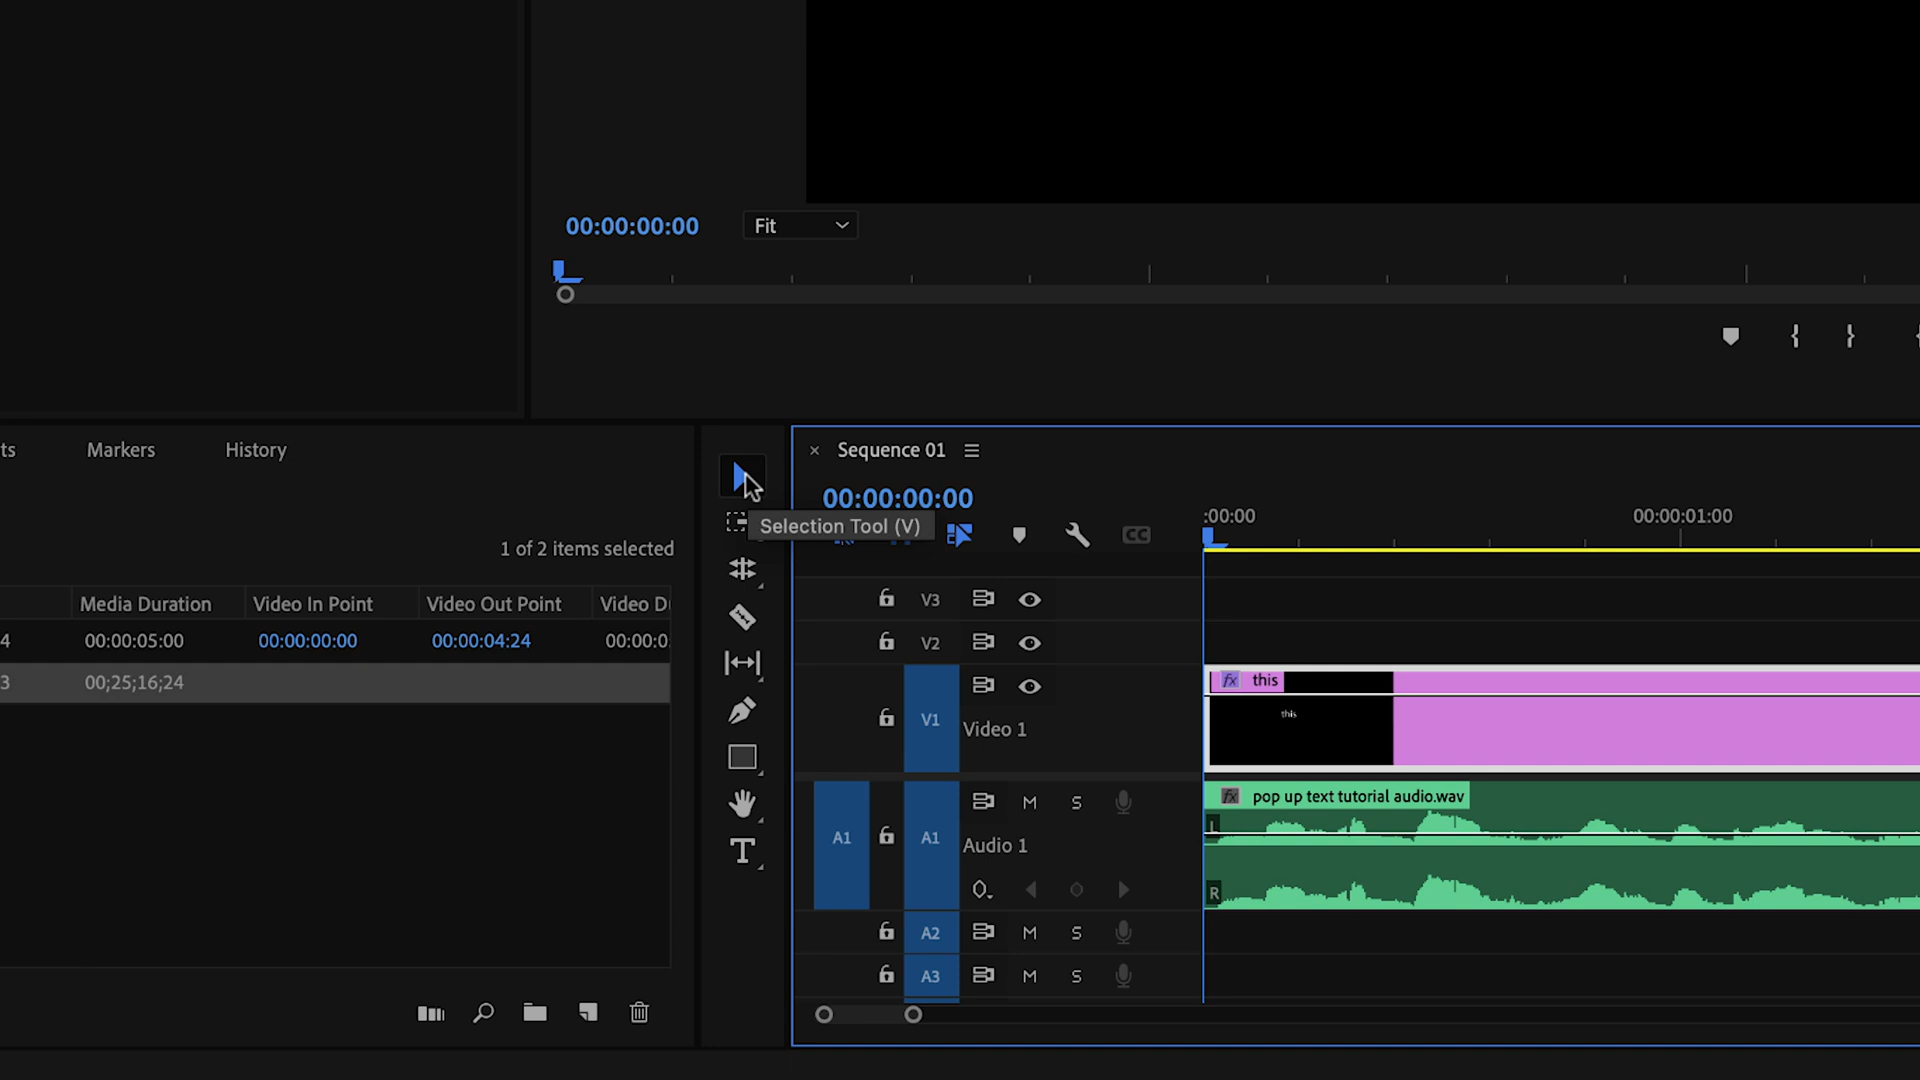 00:00:00:00 Fit
ts Markers History
Sequence 01
00:00:00:00
Selection Tool (V)
:00:00 00:00:01:00
1 of 2 items selected
Media Duration Video In Point Video Out Point Video D
4 00:00:05:00 00:00:00:00 00:00:04:24 00:00:0
3 00;25;16;24
V3
V2
fx this
this
V1 Video 1
fx pop up text tutorial audio.wav
M S
L
A1 A1 Audio 1
R
A2 M S
A3 M S